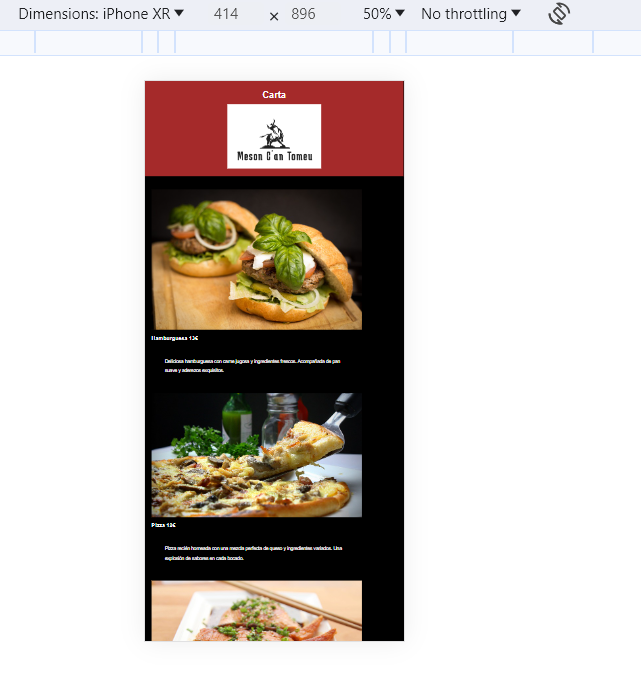 Dimensions: iPhone XR ▼ 414 × 896 50% ▼ No throttling ▼
Carta
Meson C'an Tomeu
Hamburguesa 13€
Deliciosa hamburguesa con carne jugosa y ingredientes frescos. Acompañada de pan
suave y aderezos exquisitos.
Pizza 13€
Pizza recién horneada con una mezcla perfecta de queso y ingredientes variados. Una
explosión de sabores en cada bocado.